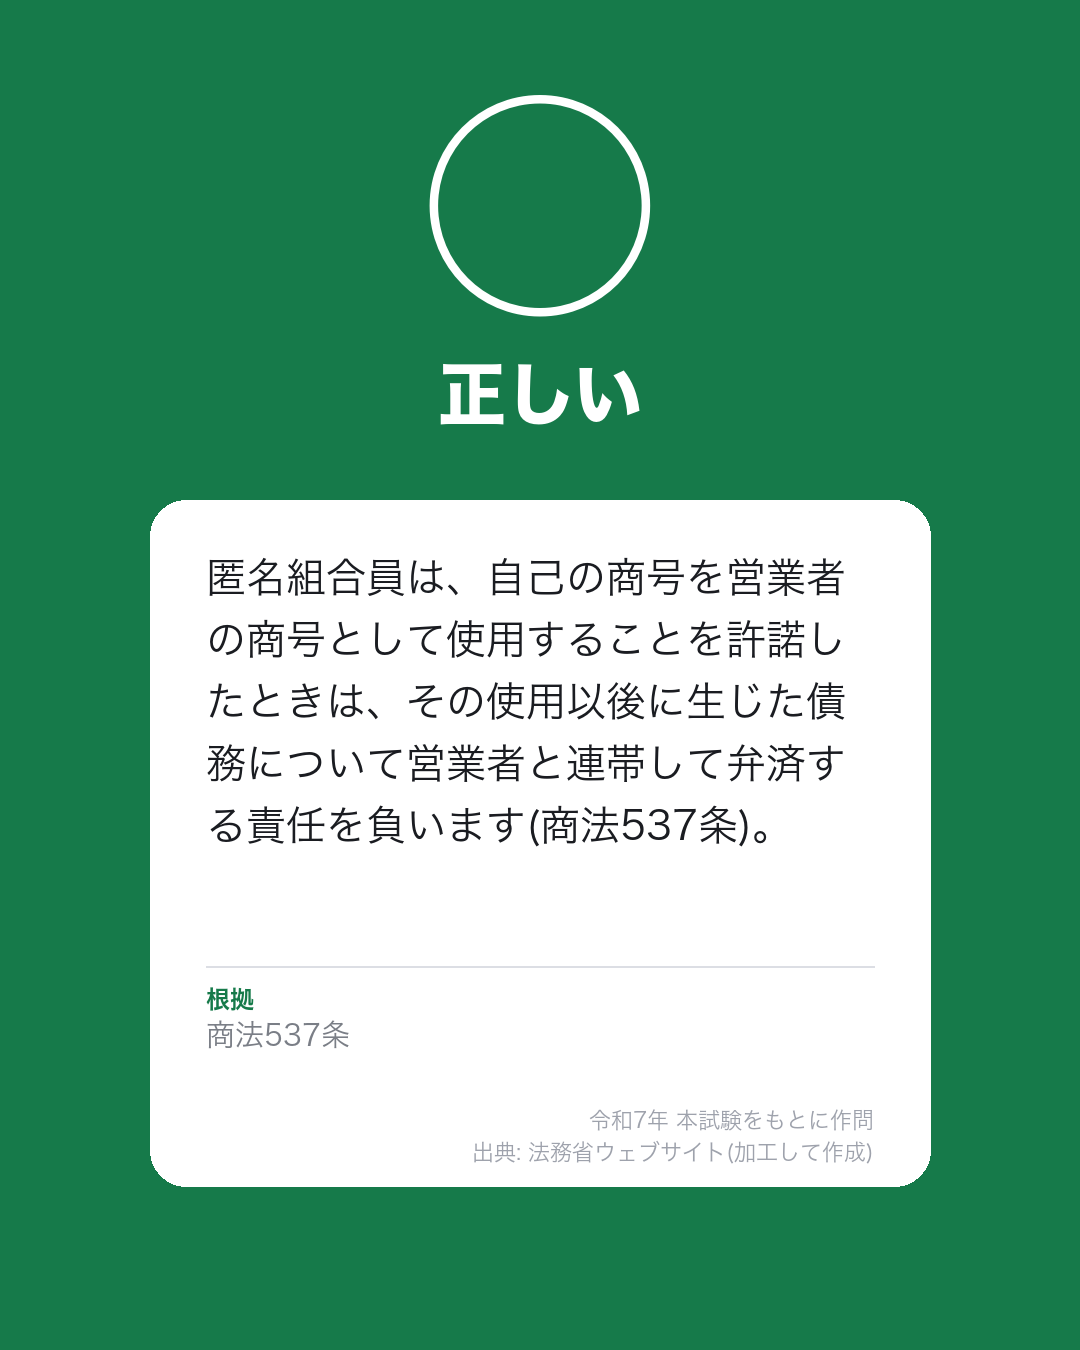 正しい
匿名組合員は、自己の商号を営業者
の商号として使用することを許諾し
たときは、その使用以後に生じた債
務について営業者と連帯して弁済す
る責任を負います(商法537条)。
根拠
商法537条
令和7年 本試験をもとに作問
出典: 法務省ウェブサイト(加工して作成)